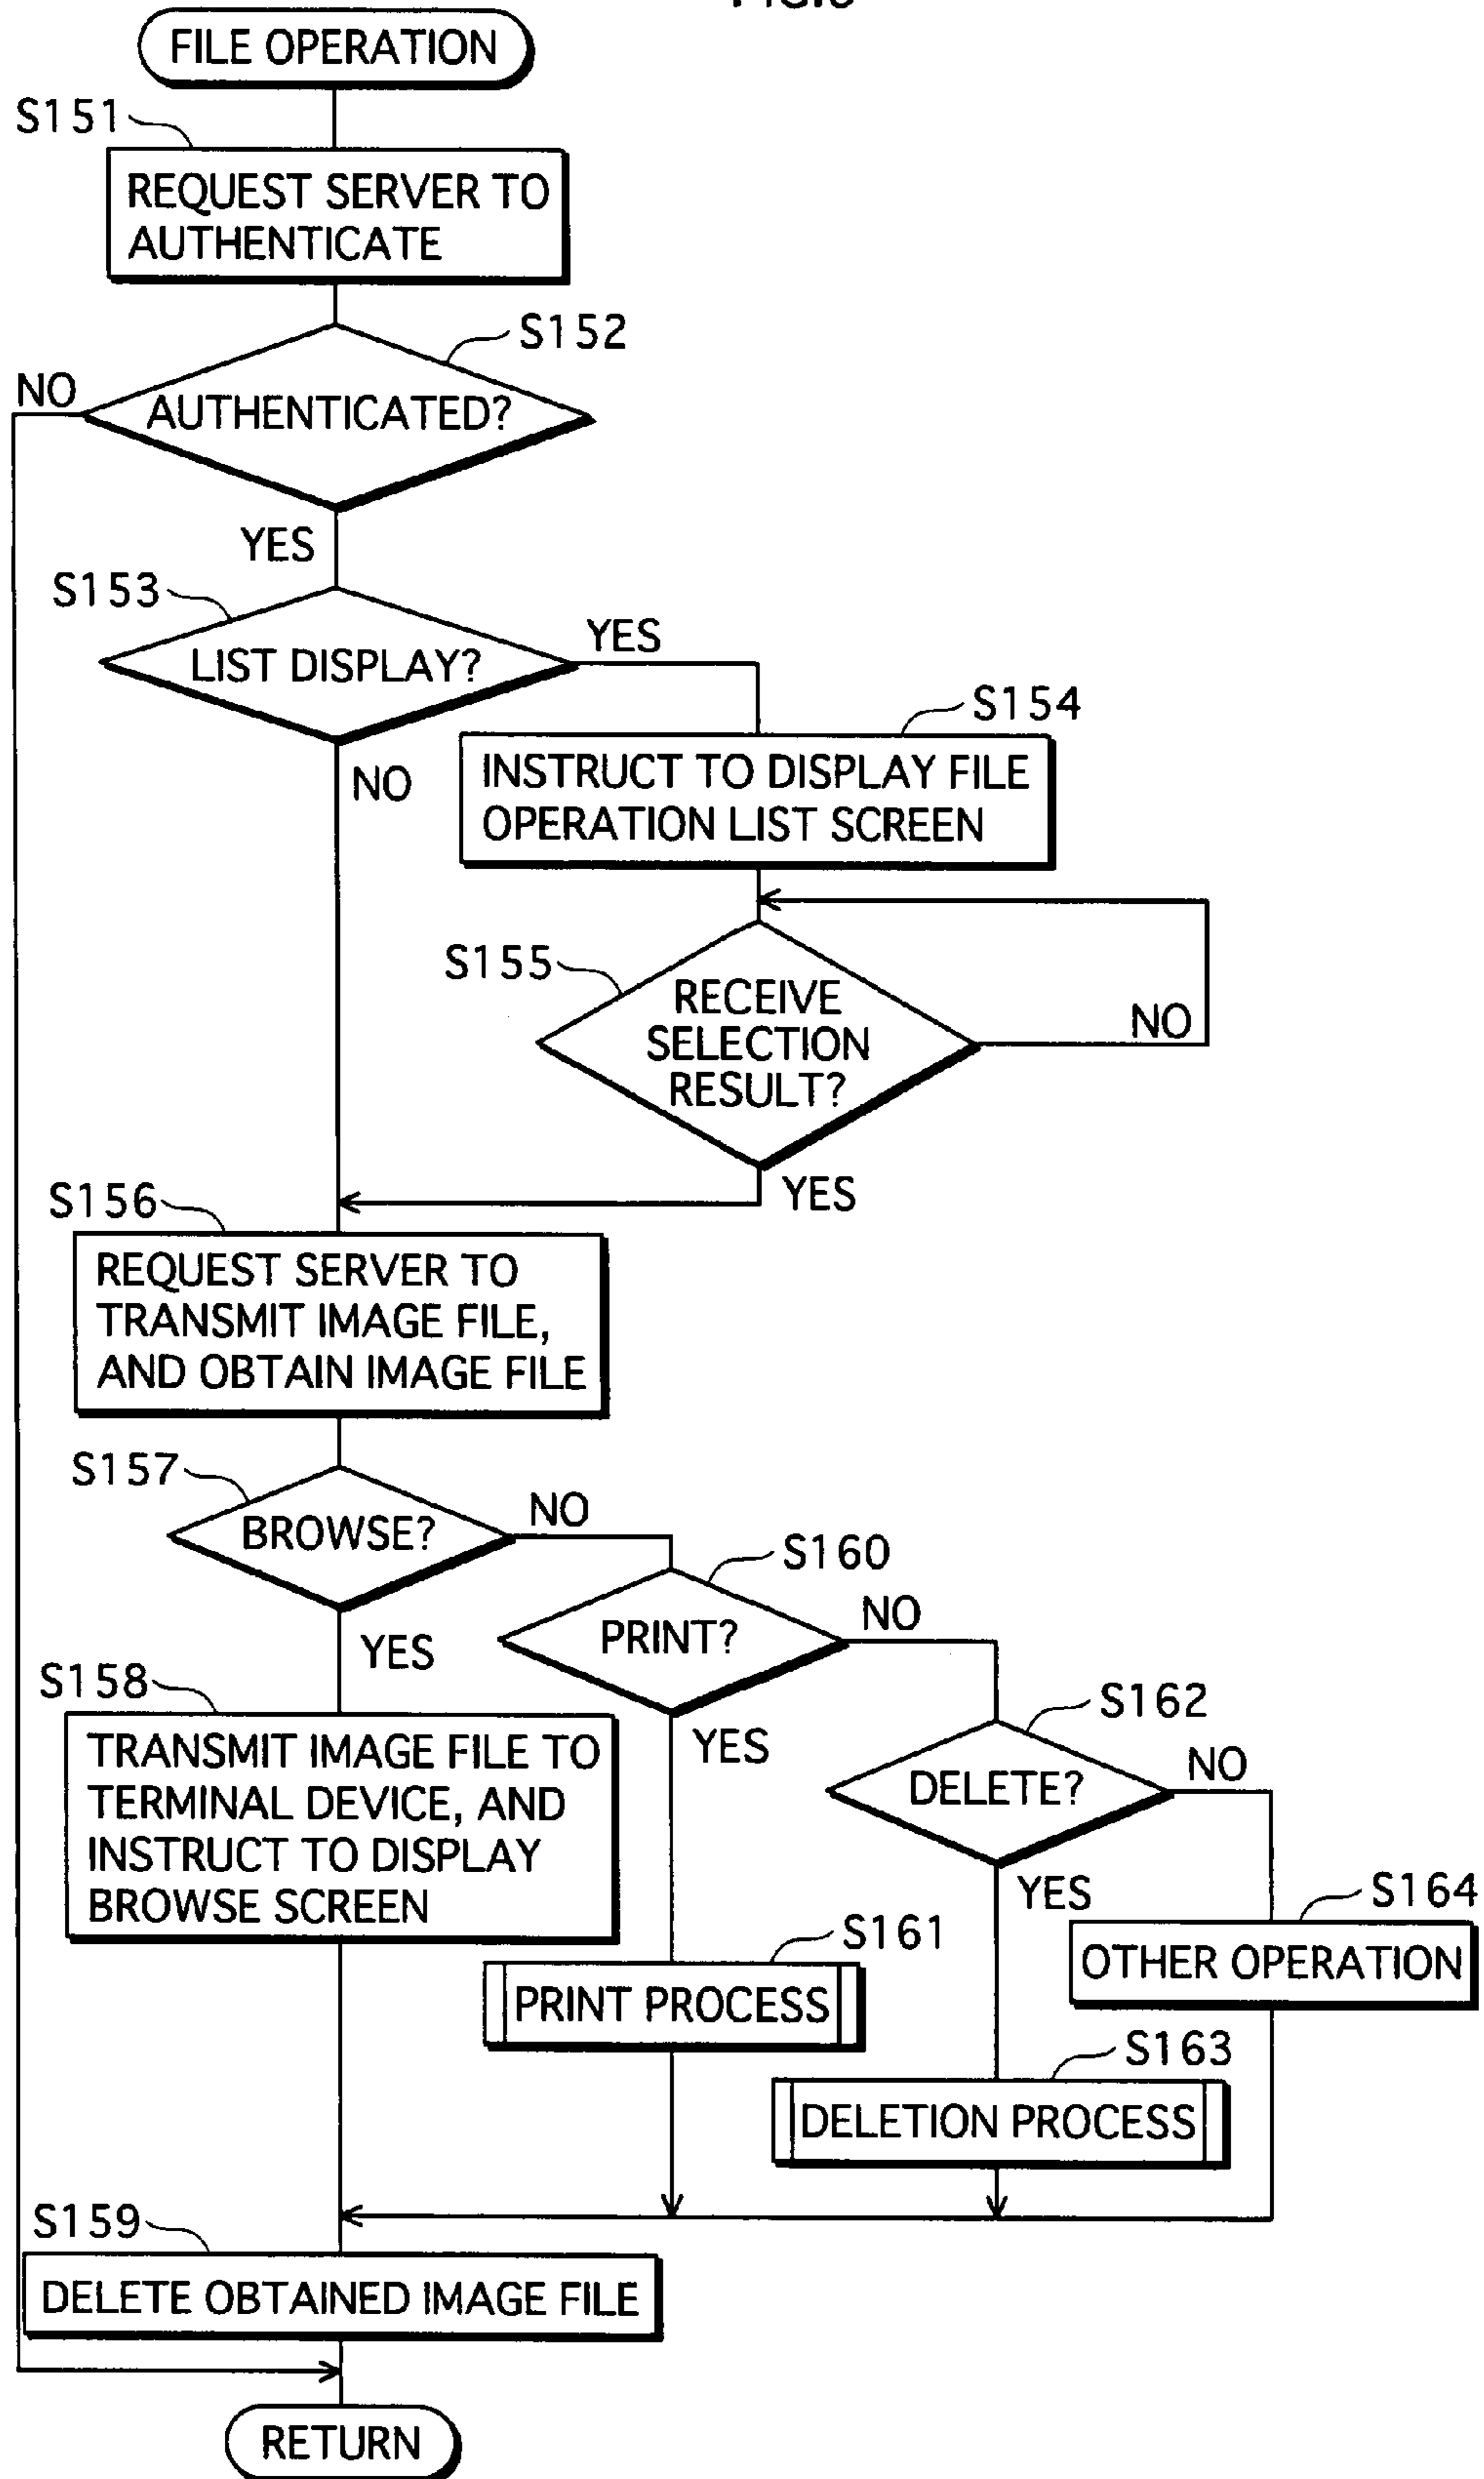 FILE OPERATION
S151
REQUEST SERVER TO
AUTHENTICATE
S152
NO
AUTHENTICATED?
YES
S153
YES
LIST DISPLAY?
S154
NO
INSTRUCT TO DISPLAY FILE
OPERATION LIST SCREEN
S155
RECEIVE
SELECTION
RESULT?
NO
YES
S156
REQUEST SERVER TO
TRANSMIT IMAGE FILE,
AND OBTAIN IMAGE FILE
S157
NO
BROWSE?
S160
NO
PRINT?
YES
S158
S162
TRANSMIT IMAGE FILE TO
TERMINAL DEVICE, AND
INSTRUCT TO DISPLAY
BROWSE SCREEN
YES
NO
DELETE?
YES
S164
S161
OTHER OPERATION
PRINT PROCESS
S163
DELETION PROCESS
S159
DELETE OBTAINED IMAGE FILE
RETURN